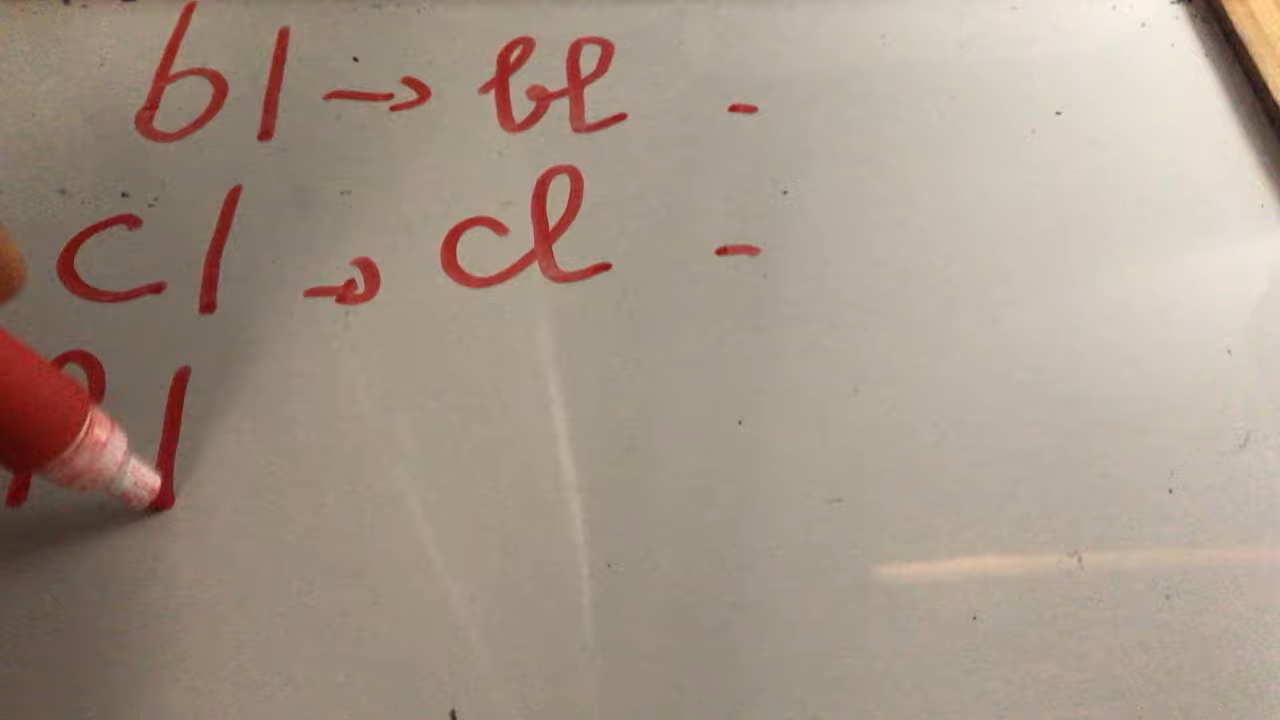 bl → bl -
cl → cl -